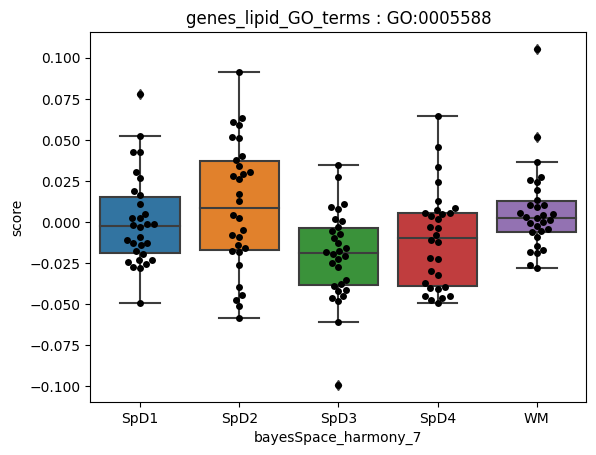 genes_lipid_GO_terms : GO:0005588
0.100
0.075
0.050
0.025
0.000
−0.025
−0.050
−0.075
−0.100
score
SpD1 SpD2 SpD3 SpD4 WM
bayesSpace_harmony_7